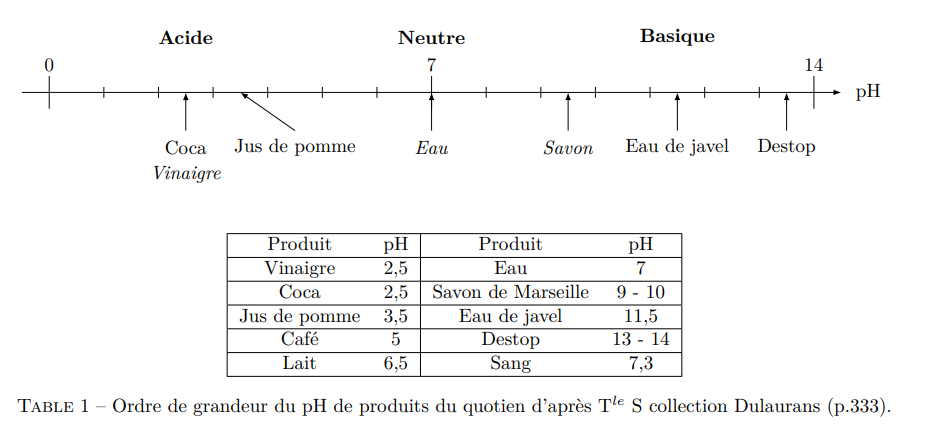 Acide Neutre Basique
0 7 14
pH
Coca Jus de pomme Eau Savon Eau de javel Destop
Vinaigre
Produit pH Produit pH
Vinaigre 2,5 Eau 7
Coca 2,5 Savon de Marseille 9 - 10
Jus de pomme 3,5 Eau de javel 11,5
Café 5 Destop 13 - 14
Lait 6,5 Sang 7,3
TABLE 1 – Ordre de grandeur du pH de produits du quotien d'après Tˡᵉ S collection Dulaurans (p.333).